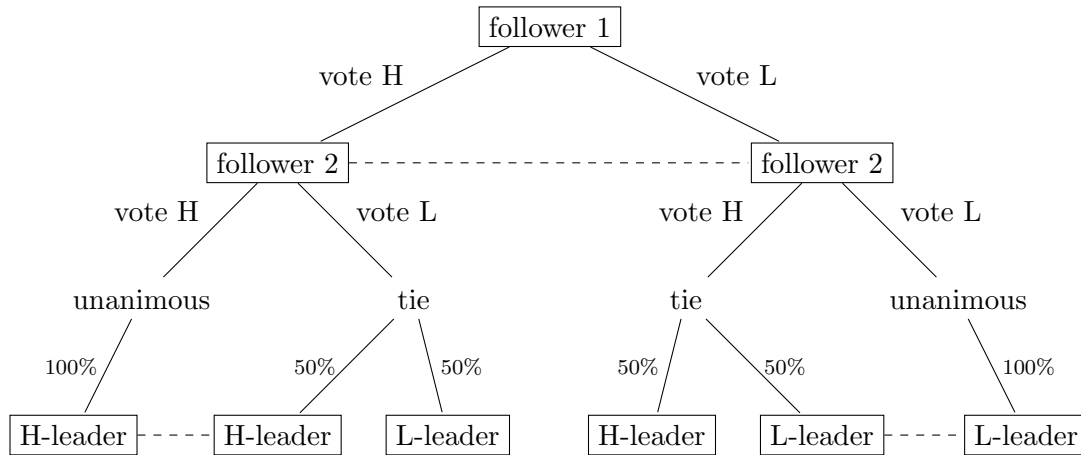 follower 1
vote H
vote L
follower 2
follower 2
vote H
vote L
vote H
vote L
unanimous
tie
tie
unanimous
100%
50%
50%
50%
50%
100%
H-leader
H-leader
L-leader
H-leader
L-leader
L-leader